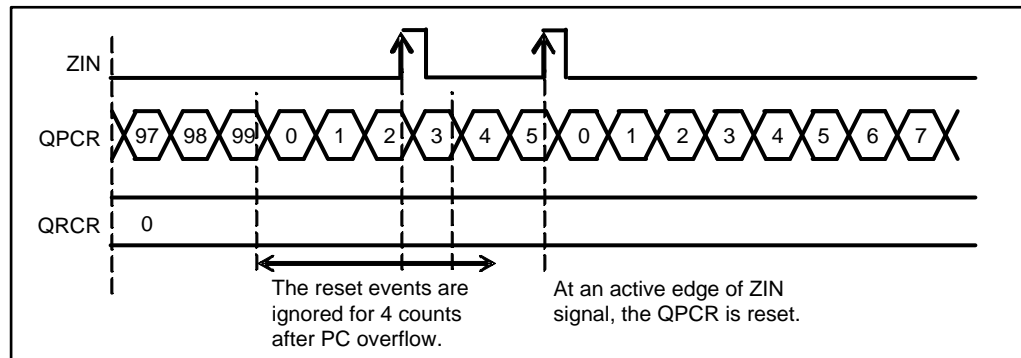 ZIN
QPCR 97 98 99 0 1 2 3 4 5 0 1 2 3 4 5 6 7
QRCR 0
The reset events are
ignored for 4 counts
after PC overflow.
At an active edge of ZIN
signal, the QPCR is reset.